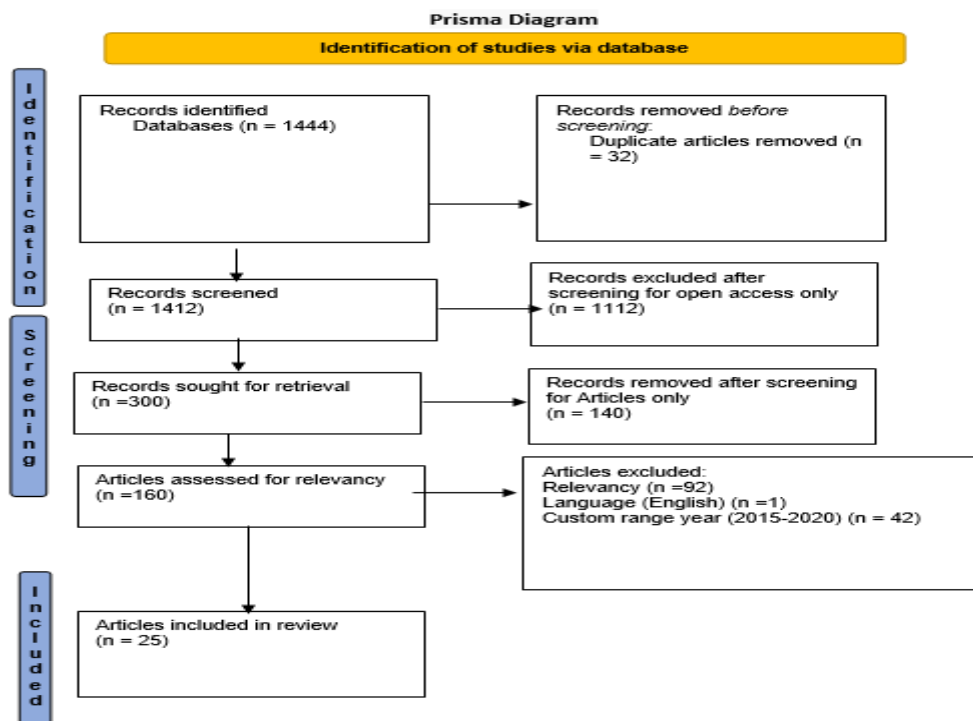 Prisma Diagram
Identification of studies via database
Identification
Records identified
Databases (n = 1444)
Records removed before
screening:
Duplicate articles removed (n
= 32)
Records screened
(n = 1412)
Records excluded after
screening for open access only
(n = 1112)
Screening
Records sought for retrieval
(n =300)
Records removed after screening
for Articles only
(n = 140)
Articles assessed for relevancy
(n =160)
Articles excluded:
Relevancy (n =92)
Language (English) (n =1)
Custom range year (2015-2020) (n = 42)
Included
Articles included in review
(n = 25)